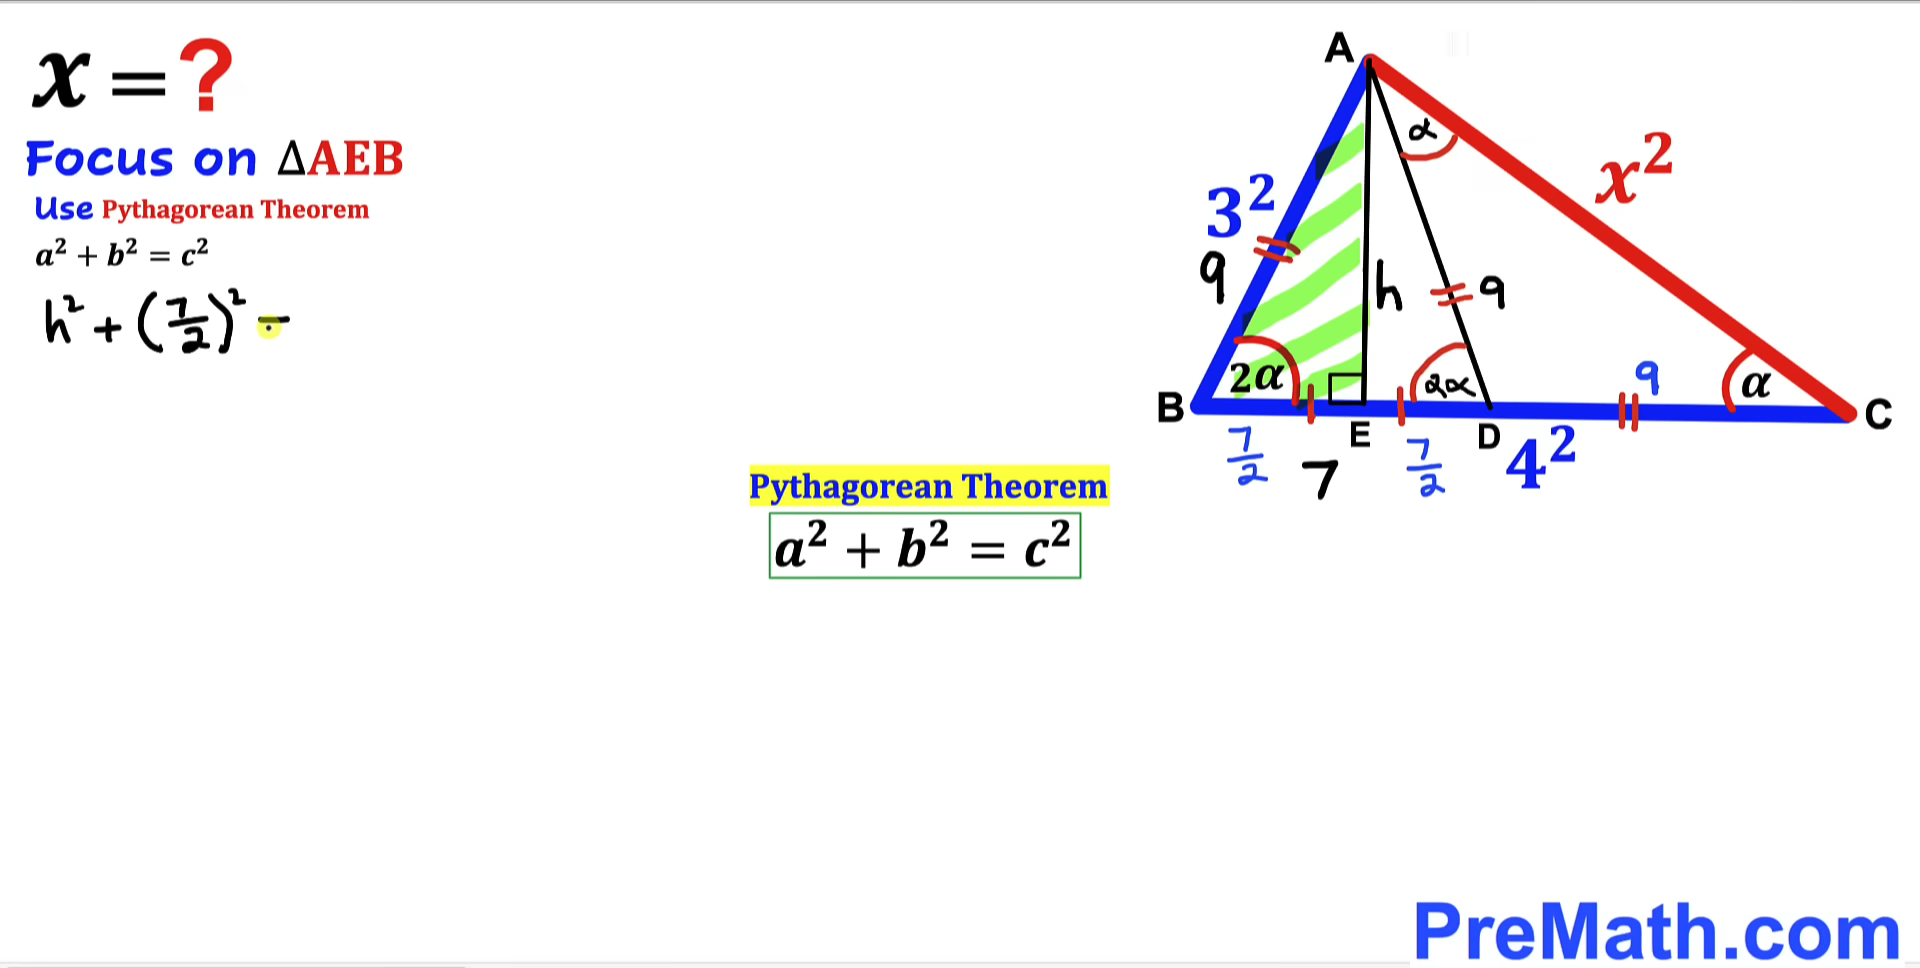 x = ?
Focus on ΔAEB
Use Pythagorean Theorem
a² + b² = c²
h² + (7/2)² =
A
α
x²
3²
9
h
9
2α
2α
9
α
B
E
D
C
7/2
7
7/2
4²
Pythagorean Theorem
a² + b² = c²
PreMath.com